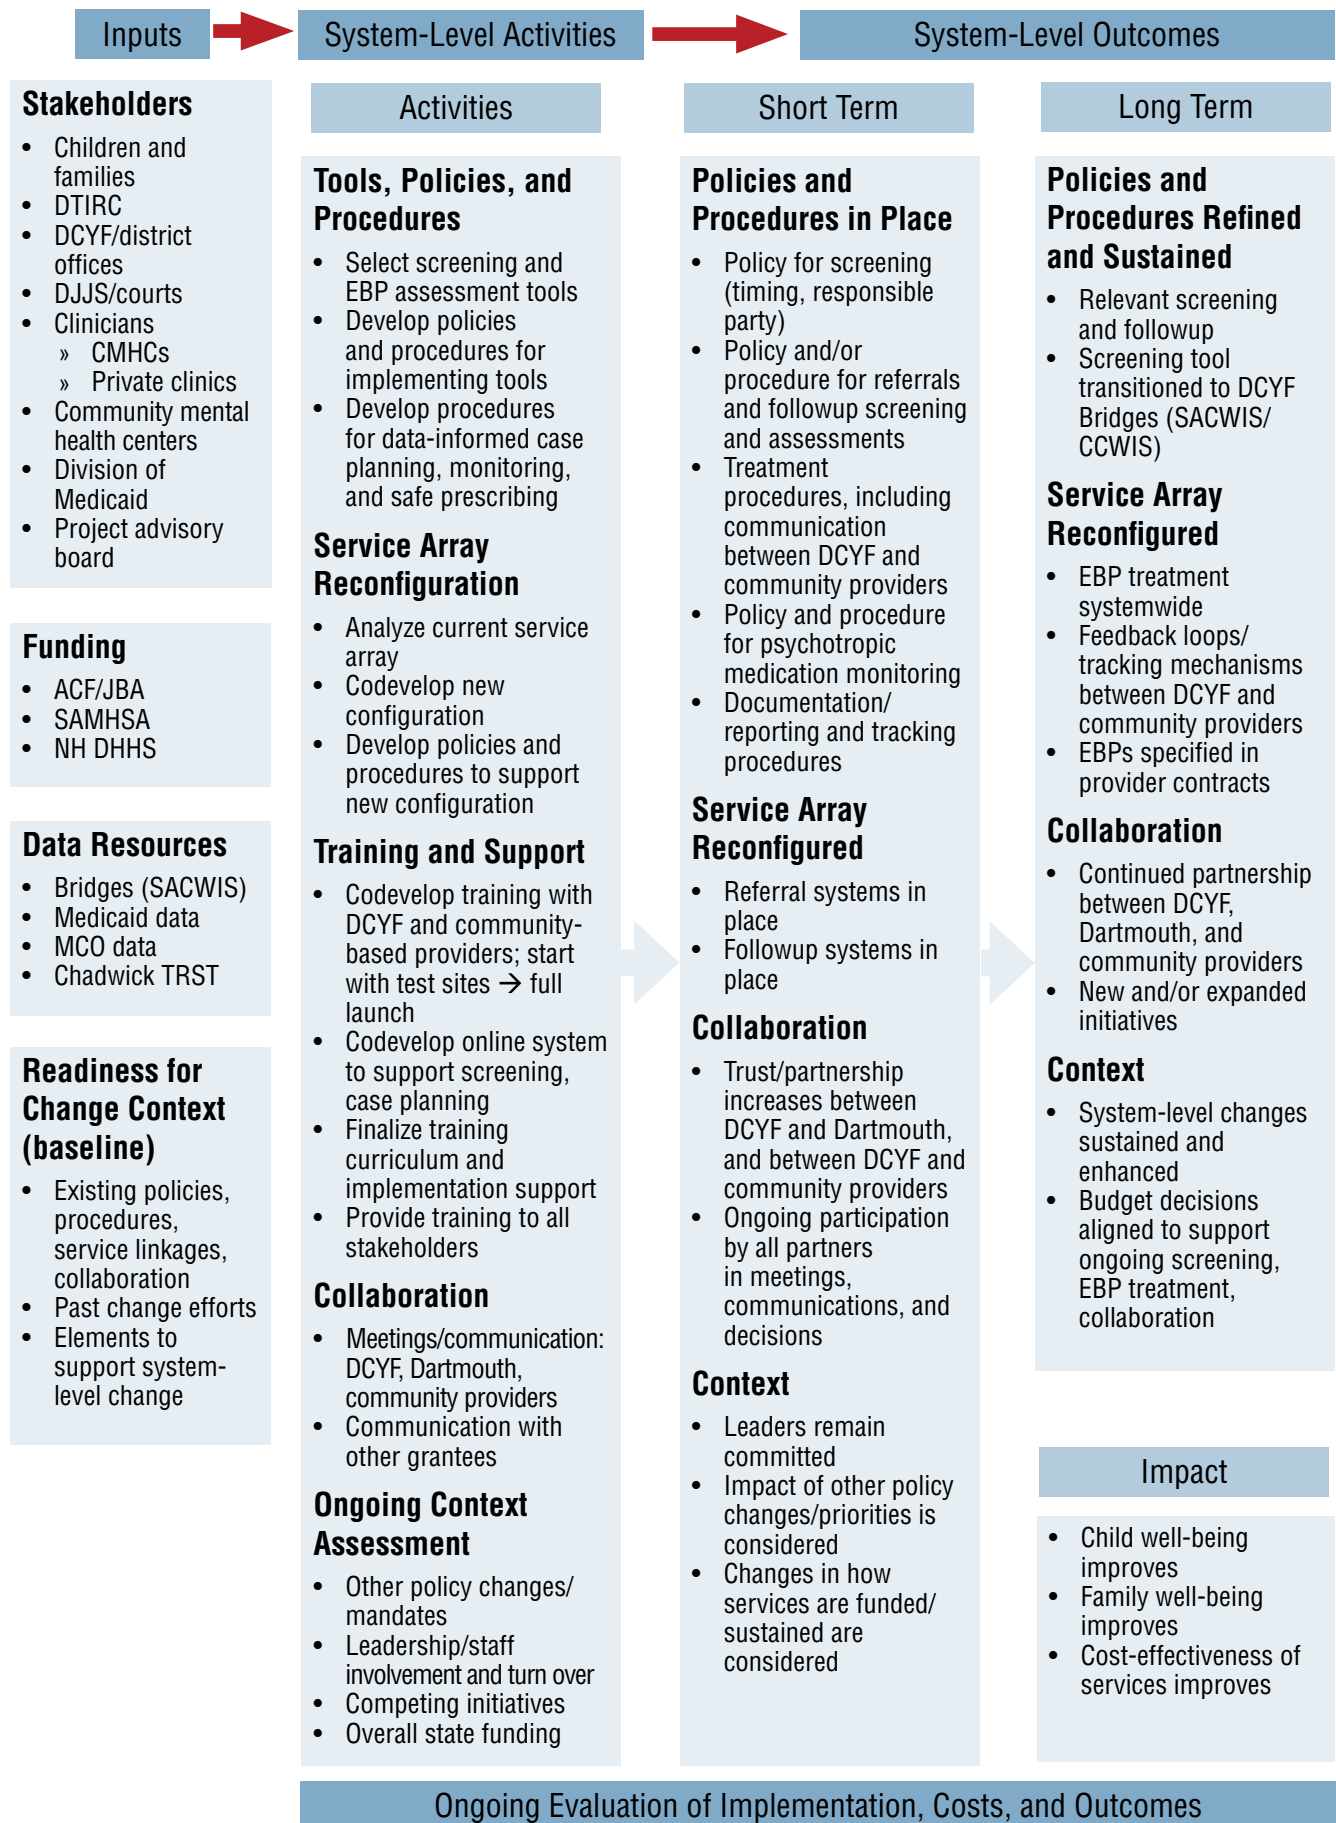 Inputs
System-Level Activities
System-Level Outcomes
Stakeholders
• Children and
families
• DTIRC
• DCYF/district
offices
• DJJS/courts
• Clinicians
» CMHCs
» Private clinics
• Community mental
health centers
• Division of
Medicaid
• Project advisory
board
Funding
• ACF/JBA
• SAMHSA
• NH DHHS
Data Resources
• Bridges (SACWIS)
• Medicaid data
• MCO data
• Chadwick TRST
Readiness for
Change Context
(baseline)
• Existing policies,
procedures,
service linkages,
collaboration
• Past change efforts
• Elements to
support system-
level change
Activities
Tools, Policies, and
Procedures
• Select screening and
EBP assessment tools
• Develop policies
and procedures for
implementing tools
• Develop procedures
for data-informed case
planning, monitoring,
and safe prescribing
Service Array
Reconfiguration
• Analyze current service
array
• Codevelop new
configuration
• Develop policies and
procedures to support
new configuration
Training and Support
• Codevelop training with
DCYF and community-
based providers; start
with test sites → full
launch
• Codevelop online system
to support screening,
case planning
• Finalize training
curriculum and
implementation support
• Provide training to all
stakeholders
Collaboration
• Meetings/communication:
DCYF, Dartmouth,
community providers
• Communication with
other grantees
Ongoing Context
Assessment
• Other policy changes/
mandates
• Leadership/staff
involvement and turn over
• Competing initiatives
• Overall state funding
Short Term
Policies and
Procedures in Place
• Policy for screening
(timing, responsible
party)
• Policy and/or
procedure for referrals
and followup screening
and assessments
• Treatment
procedures, including
communication
between DCYF and
community providers
• Policy and procedure
for psychotropic
medication monitoring
• Documentation/
reporting and tracking
procedures
Service Array
Reconfigured
• Referral systems in
place
• Followup systems in
place
Collaboration
• Trust/partnership
increases between
DCYF and Dartmouth,
and between DCYF and
community providers
• Ongoing participation
by all partners
in meetings,
communications, and
decisions
Context
• Leaders remain
committed
• Impact of other policy
changes/priorities is
considered
• Changes in how
services are funded/
sustained are
considered
Long Term
Policies and
Procedures Refined
and Sustained
• Relevant screening
and followup
• Screening tool
transitioned to DCYF
Bridges (SACWIS/
CCWIS)
Service Array
Reconfigured
• EBP treatment
systemwide
• Feedback loops/
tracking mechanisms
between DCYF and
community providers
• EBPs specified in
provider contracts
Collaboration
• Continued partnership
between DCYF,
Dartmouth, and
community providers
• New and/or expanded
initiatives
Context
• System-level changes
sustained and
enhanced
• Budget decisions
aligned to support
ongoing screening,
EBP treatment,
collaboration
Impact
• Child well-being
improves
• Family well-being
improves
• Cost-effectiveness of
services improves
Ongoing Evaluation of Implementation, Costs, and Outcomes